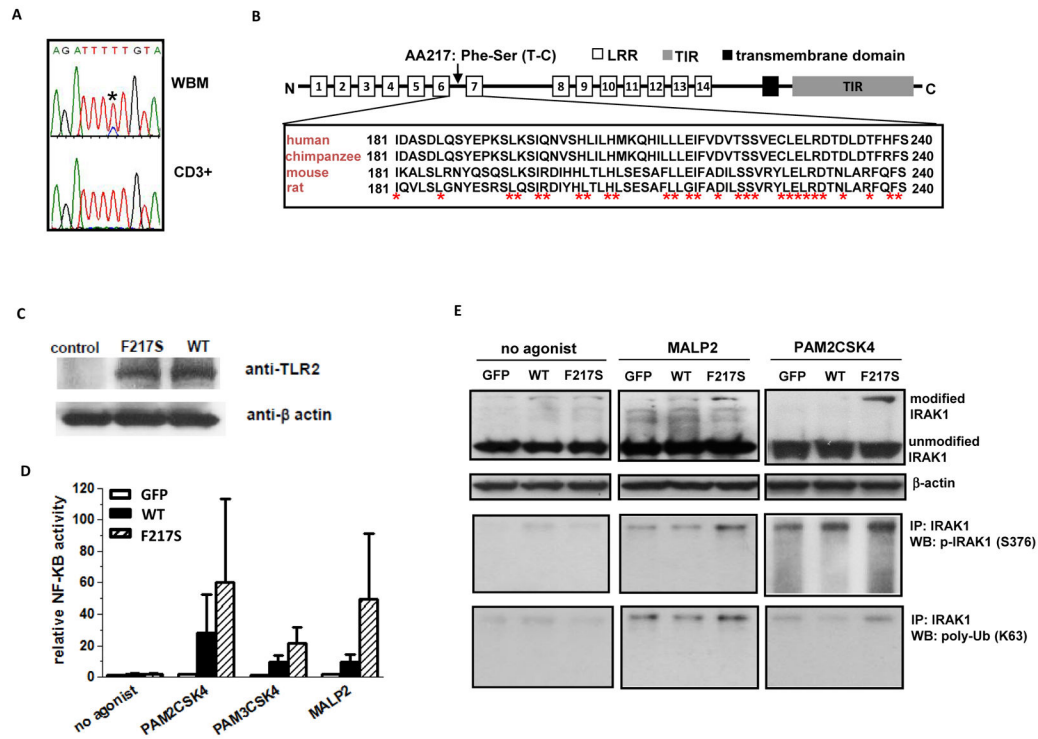 A
AGATTTTTGTA
*
WBM
CD3+
B
AA217: Phe-Ser (T-C)
LRR
TIR
transmembrane domain
N 1 2 3 4 5 6 7 8 9 10 11 12 13 14 TIR C
human 181 IDASDLQSYEPKSLKSIQNVSHLILHMKQHILLLEIFVDVTSSVECLELRDTDLDTFHFS 240
chimpanzee 181 IDASDLQSYEPKSLKSIQNVSHLILHMKQHILLLEIFVDVTSSVECLELRDTDLDTFRFS 240
mouse 181 IKALSLRNYQSQSLKSIRDIHHLTLHLSESAFLLEIFADILSSVRYLELRDTNLARFQFS 240
rat 181 IQVLSLGNYESRSLQSIRDIYHLTLHLSESAFLLGIFADILSSVRYLELRDTNLARFQFS 240
* * ** ** ** ** ** ** * *** ****** * * **
C
control F217S WT
anti-TLR2
anti-β actin
D
relative NF-KB activity
120
100
80
60
40
20
0
GFP
WT
F217S
no agonist
PAM2CSK4
PAM3CSK4
MALP2
E
no agonist MALP2 PAM2CSK4
GFP WT F217S GFP WT F217S GFP WT F217S
modified
IRAK1
unmodified
IRAK1
β-actin
IP: IRAK1
WB: p-IRAK1 (S376)
IP: IRAK1
WB: poly-Ub (K63)